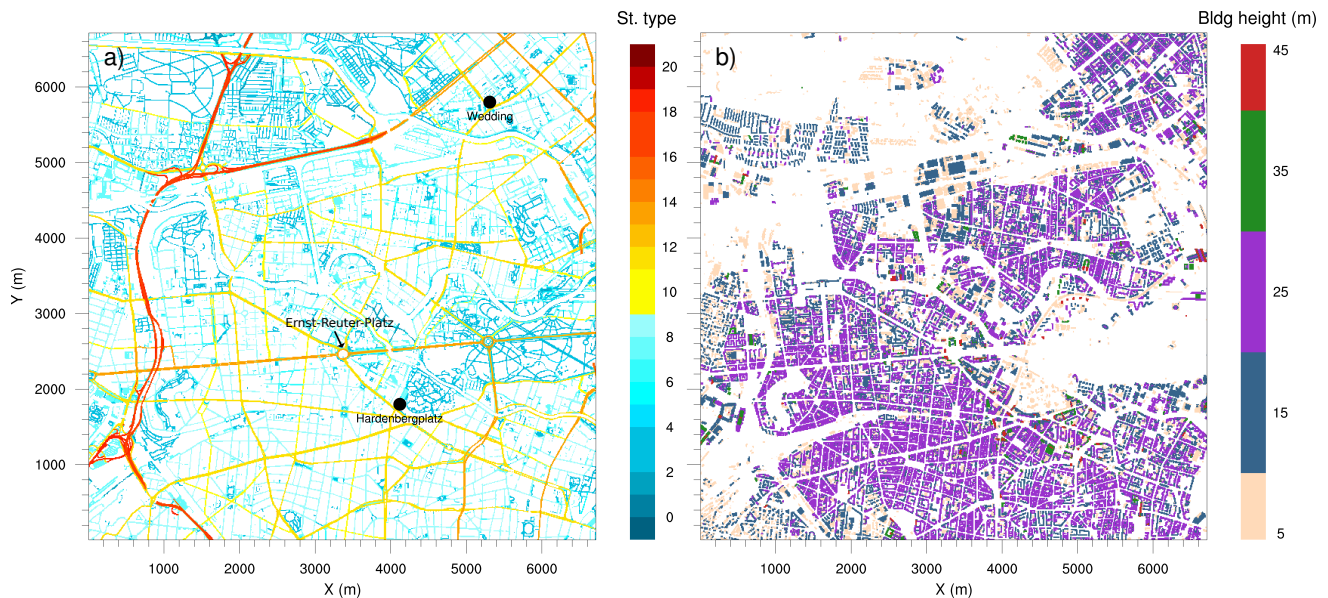 St. type
Bldg height (m)
a)
b)
Y (m)
6000
5000
4000
3000
2000
1000
Wedding
Ernst-Reuter-Platz
Hardenbergplatz
1000 2000 3000 4000 5000 6000
X (m)
20
18
16
14
12
10
8
6
4
2
0
1000 2000 3000 4000 5000 6000
X (m)
45
35
25
15
5